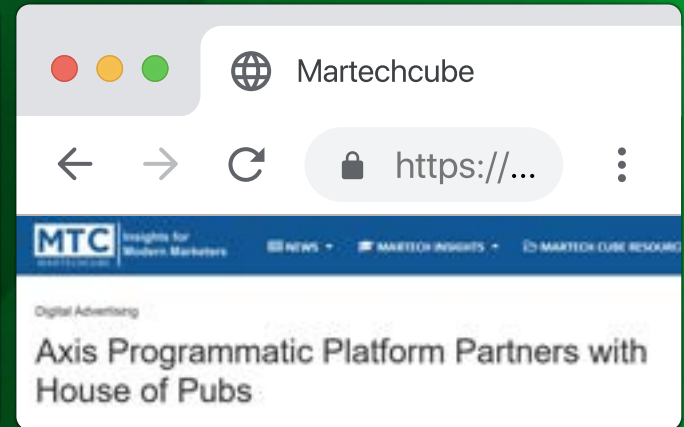 Martechcube
https://...
MTC Insights for
Modern Marketers
MARTECHCUBE
NEWS MARTECH INSIGHTS MARTECH CUBE RESOURC
Digital Advertising
Axis Programmatic Platform Partners with
House of Pubs